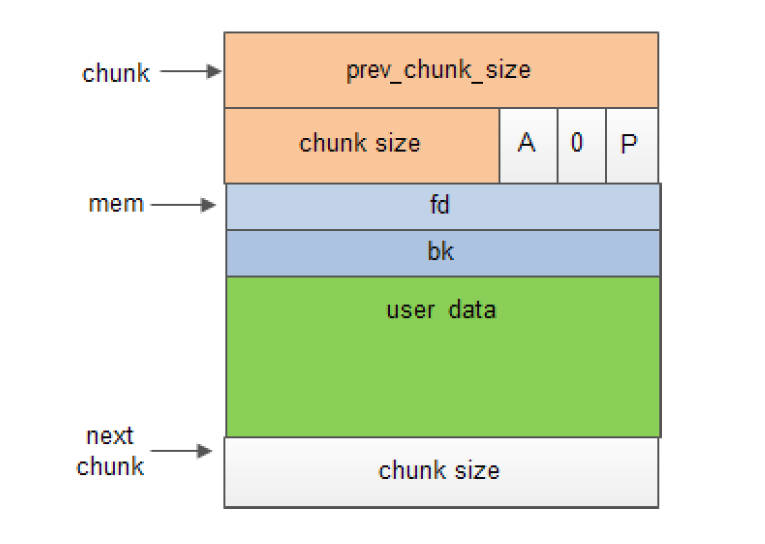 chunk
prev_chunk_size
chunk size
A
0
P
mem
fd
bk
user data
next
chunk
chunk size